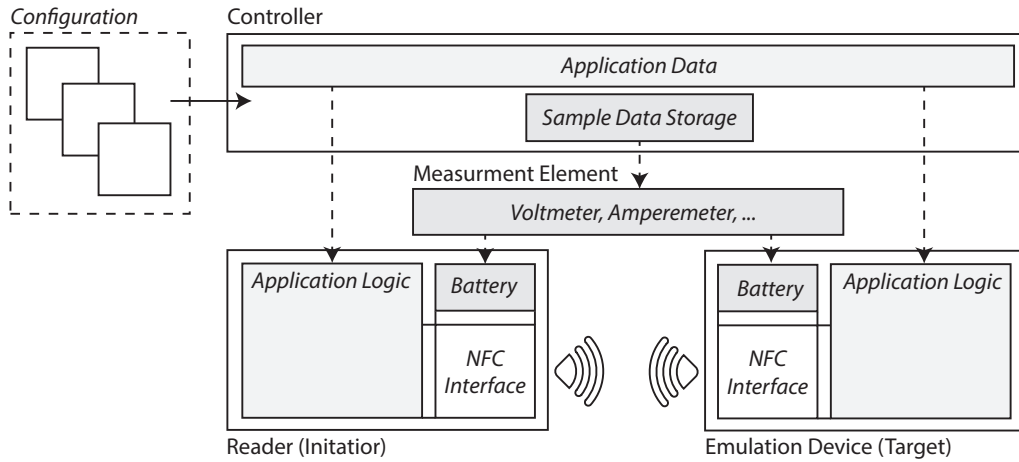 Configuration
Controller
Application Data
Sample Data Storage
Measurment Element
Voltmeter, Amperemeter, ...
Application Logic
Battery
NFC
Interface
Battery
Application Logic
NFC
Interface
Reader (Initatior)
Emulation Device (Target)